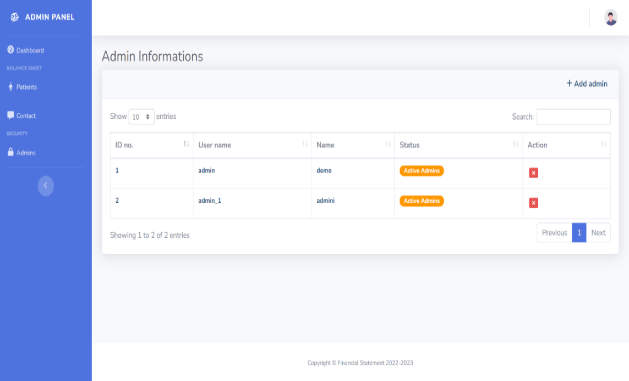 ADMIN PANEL
Dashboard
BALANCE SHEET
Patients
Contact
SECURITY
Admins
Admin Informations
+ Add admin
Show 10 entries
Search:
ID no. User name Name Status Action
1 admin demo Active Admins x
2 admin_1 admini Active Admins x
Showing 1 to 2 of 2 entries
Previous 1 Next
Copyright © Financial Statement 2022-2023